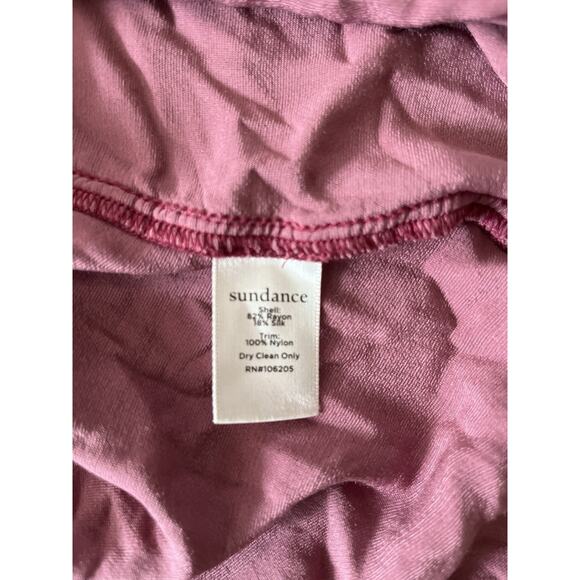 sundance
Shell:
82% Rayon
18% Silk
Trim:
100% Nylon
Dry Clean Only
RN#106205